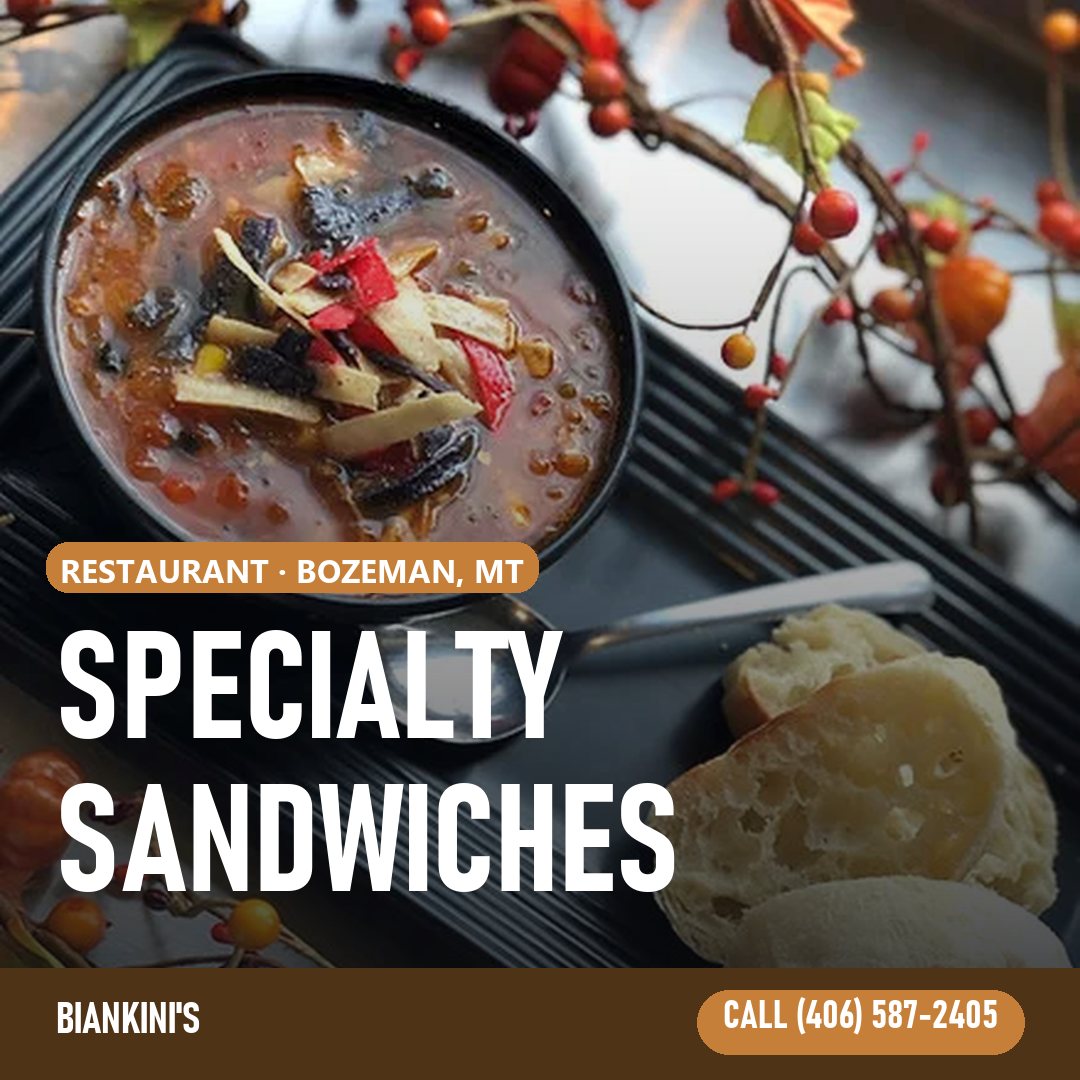 RESTAURANT · BOZEMAN, MT
SPECIALTY
SANDWICHES
BIANKINI'S
CALL (406) 587-2405